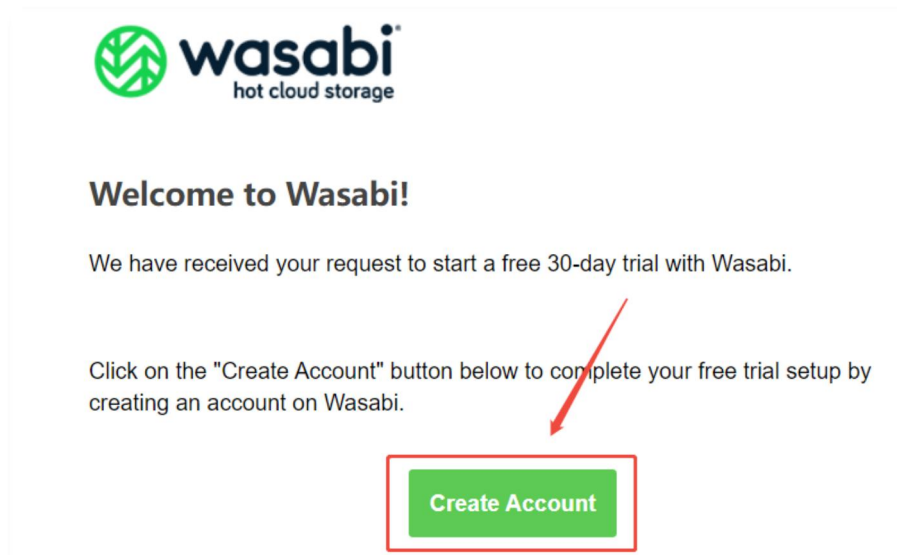 wasabi
hot cloud storage
Welcome to Wasabi!
We have received your request to start a free 30-day trial with Wasabi.
Click on the "Create Account" button below to complete your free trial setup by
creating an account on Wasabi.
Create Account